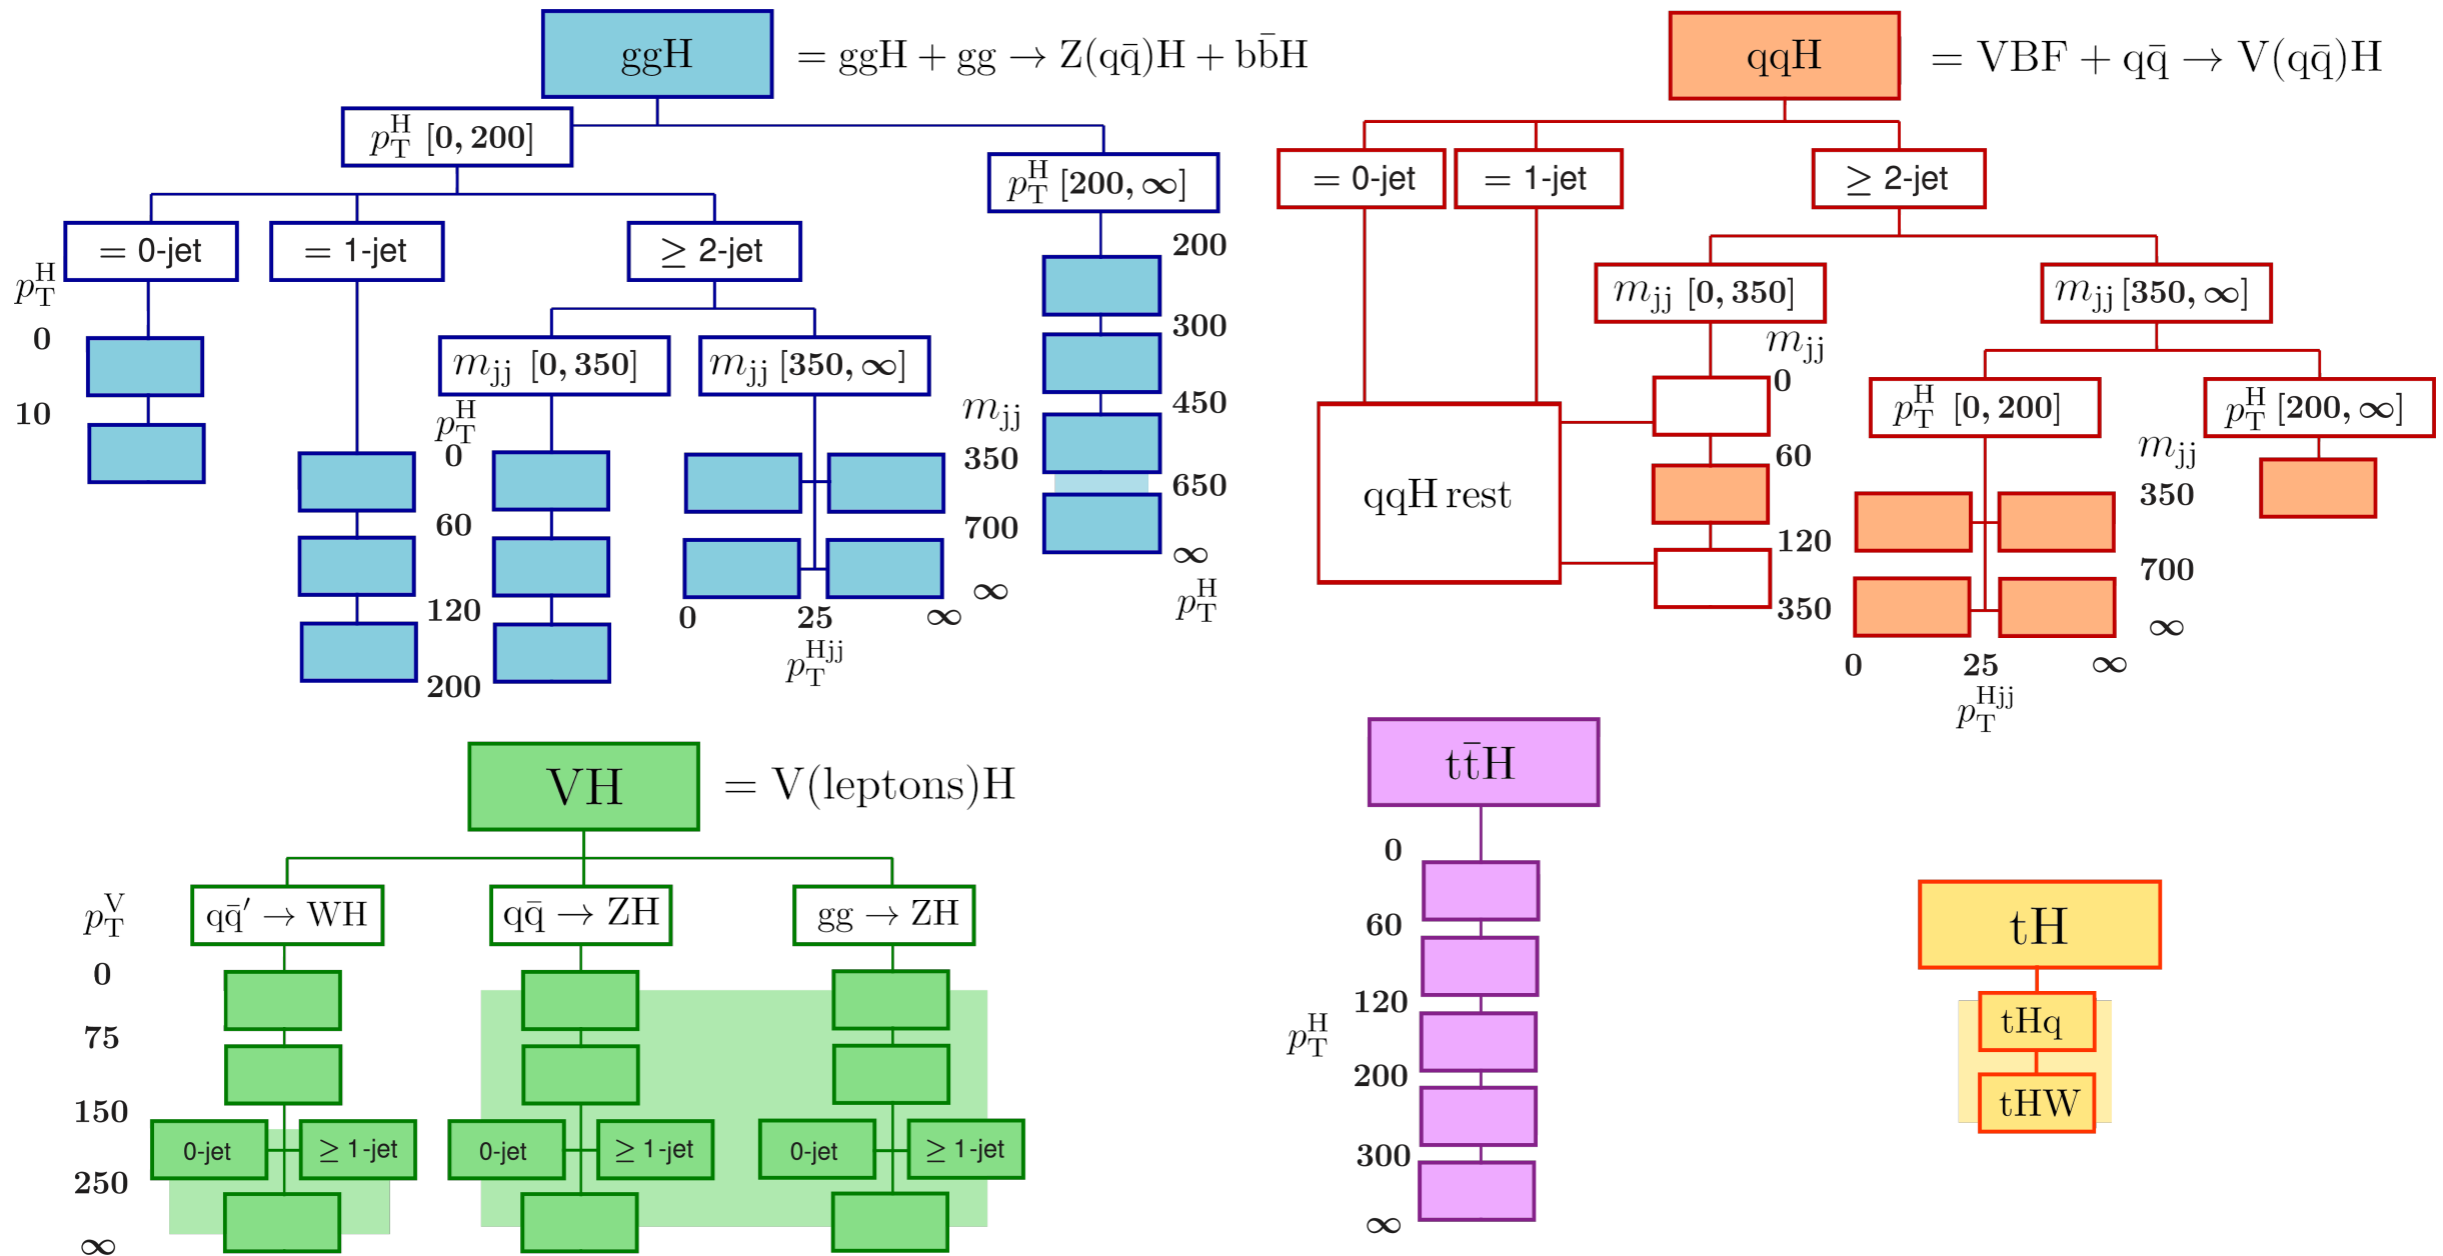 ggH = ggH + gg → Z(qq̄)H + bb̄H
p_T^H [0, 200]
p_T^H [200, ∞]
= 0-jet
= 1-jet
≥ 2-jet
p_T^H
0
10
m_jj [0, 350]
m_jj [350, ∞]
p_T^H
0
60
120
200
m_jj
350
700
∞
0 25 ∞
p_T^Hjj
200
300
450
650
∞
p_T^H
qqH = VBF + qq̄ → V(qq̄)H
= 0-jet
= 1-jet
≥ 2-jet
m_jj [0, 350]
m_jj [350, ∞]
m_jj
0
60
120
350
qqH rest
p_T^H [0, 200]
p_T^H [200, ∞]
m_jj
350
700
∞
0 25 ∞
p_T^Hjj
VH = V(leptons)H
qq̄′ → WH
qq̄ → ZH
gg → ZH
p_T^V
0
75
150
250
∞
0-jet ≥ 1-jet
0-jet ≥ 1-jet
0-jet ≥ 1-jet
tt̄H
0
60
120
p_T^H
200
300
∞
tH
tHq
tHW